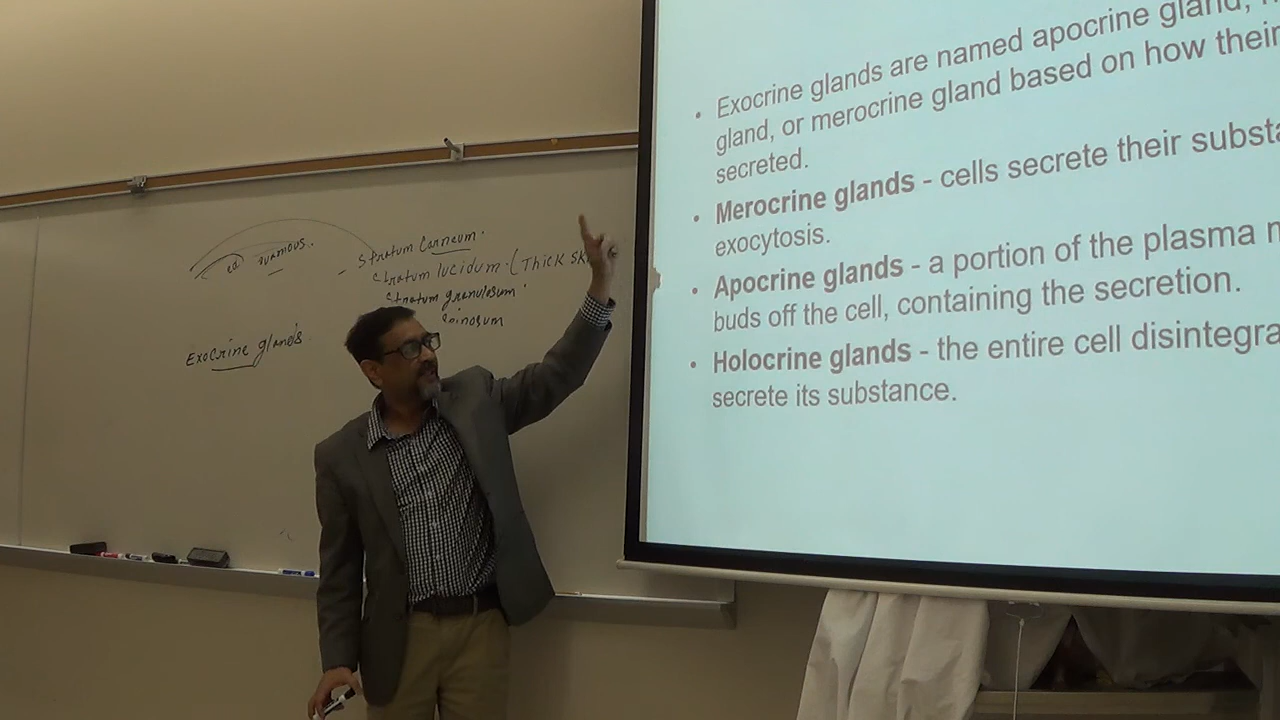 ed squamous.
Stratum Corneum.
Stratum lucidum. (Thick Sk
Stratum granulosum
Spinosum
Exocrine glands
• Exocrine glands are named apocrine gland,
gland, or merocrine gland based on how their
secreted.
• Merocrine glands - cells secrete their substa
exocytosis.
• Apocrine glands - a portion of the plasma m
buds off the cell, containing the secretion.
• Holocrine glands - the entire cell disintegra
secrete its substance.